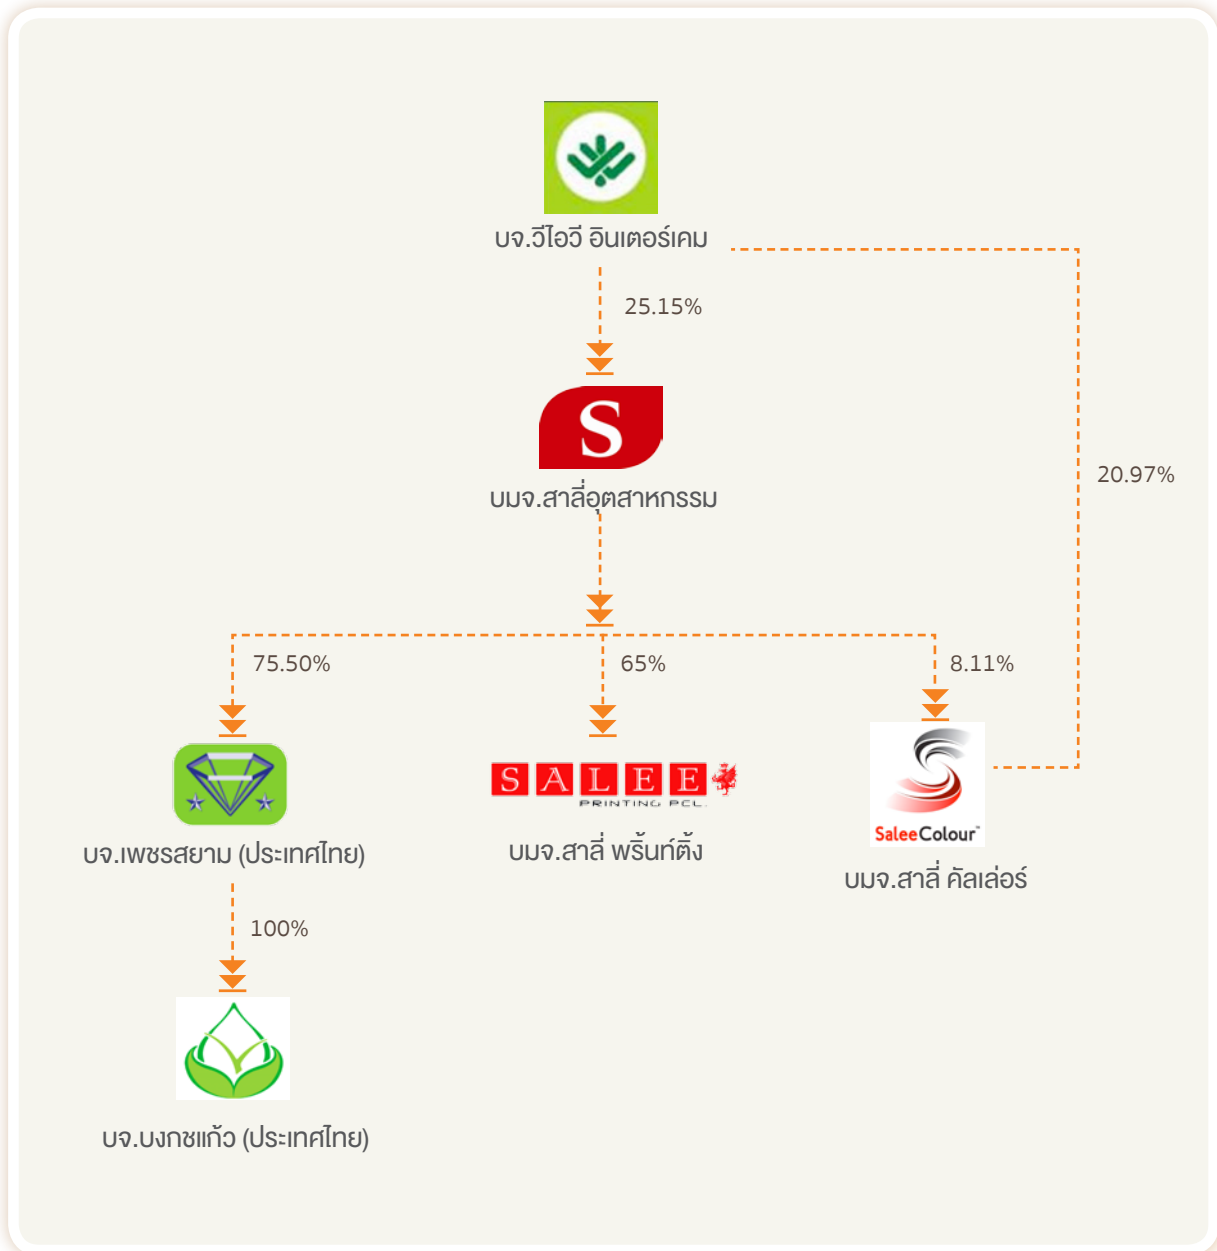 บจ.วีไอวี อินเตอร์เคม
25.15%
S
20.97%
บมจ.สาลี่อุตสาหกรรม
75.50%
65%
8.11%
SALEE
PRINTING PCL.
SaleeColour™
บจ.เพชรสยาม (ประเทศไทย)
บมจ.สาลี่ พริ้นท์ติ้ง
บมจ.สาลี่ คัลเล่อร์
100%
บจ.บงกชแก้ว (ประเทศไทย)